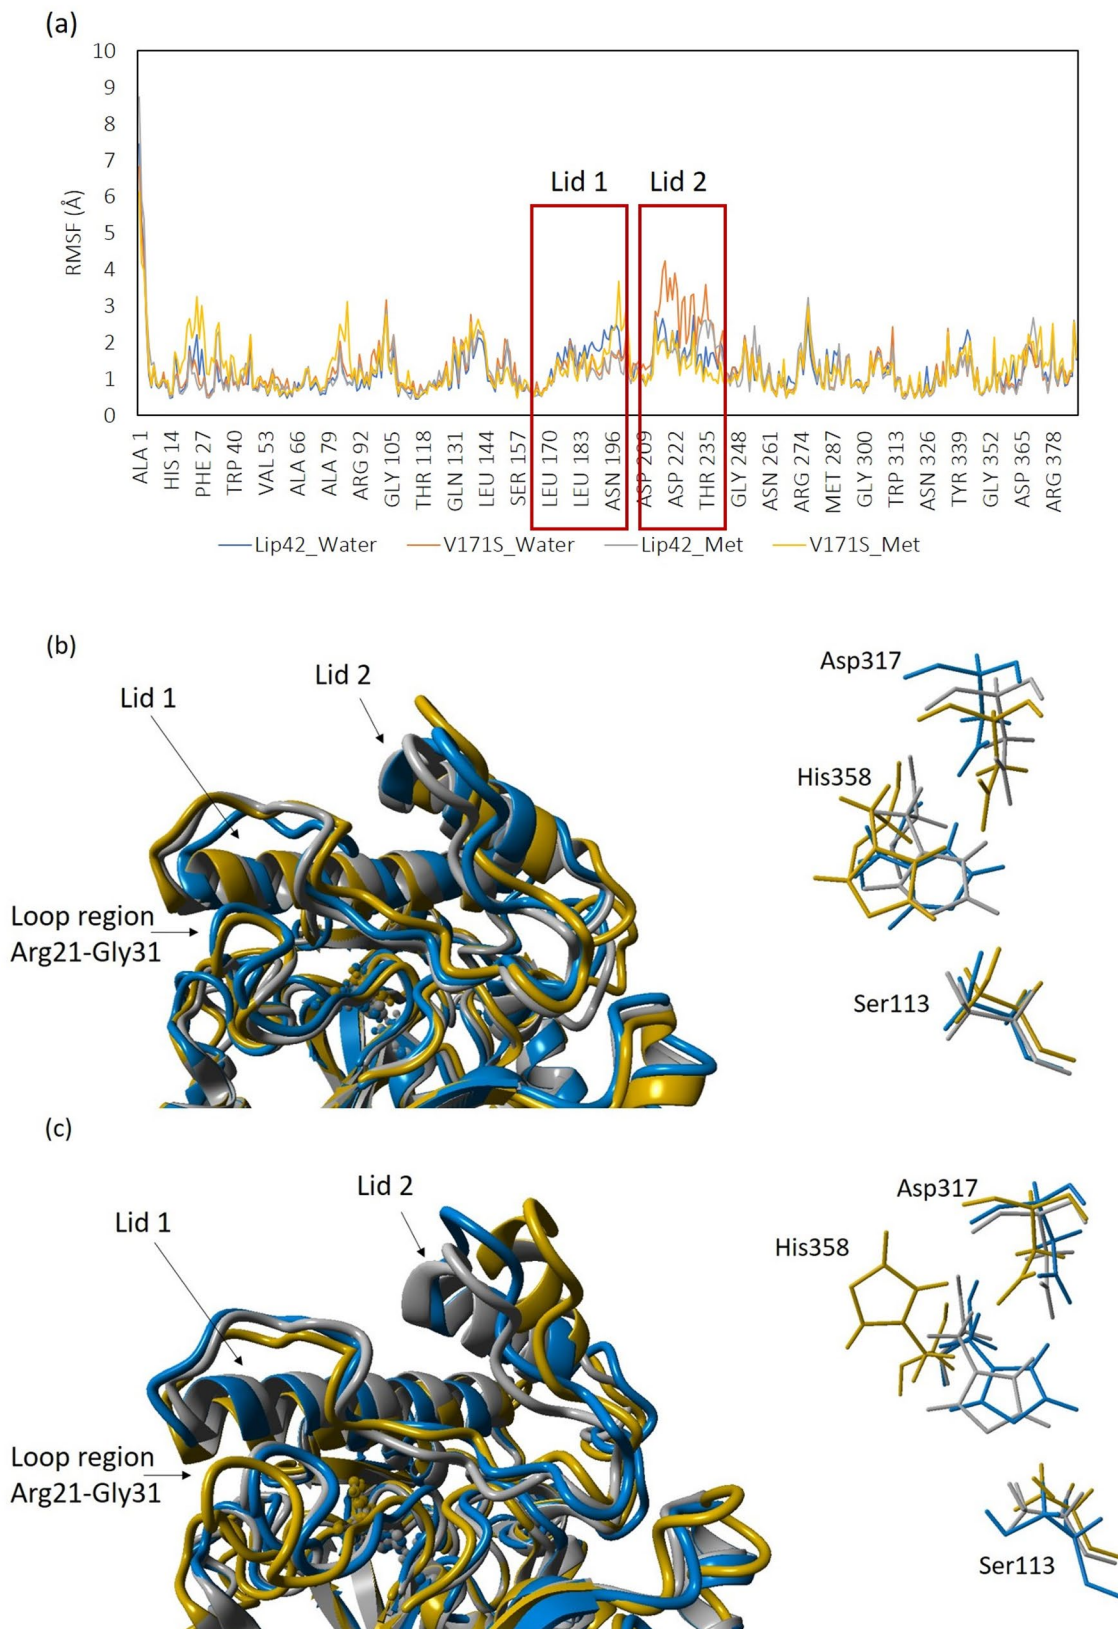 (a)
10
9
8
7
6
5
4
3
2
1
0
RMSF (Å)
Lid 1
Lid 2
ALA 1
HIS 14
PHE 27
TRP 40
VAL 53
ALA 66
ALA 79
ARG 92
GLY 105
THR 118
GLN 131
LEU 144
SER 157
LEU 170
LEU 183
ASN 196
ASP 209
ASP 222
THR 235
GLY 248
ASN 261
ARG 274
MET 287
GLY 300
TRP 313
ASN 326
TYR 339
GLY 352
ASP 365
ARG 378
Lip42_Water
V171S_Water
Lip42_Met
V171S_Met
(b)
Lid 1
Lid 2
Loop region
Arg21-Gly31
Asp317
His358
Ser113
(c)
Lid 1
Lid 2
Loop region
Arg21-Gly31
Asp317
His358
Ser113